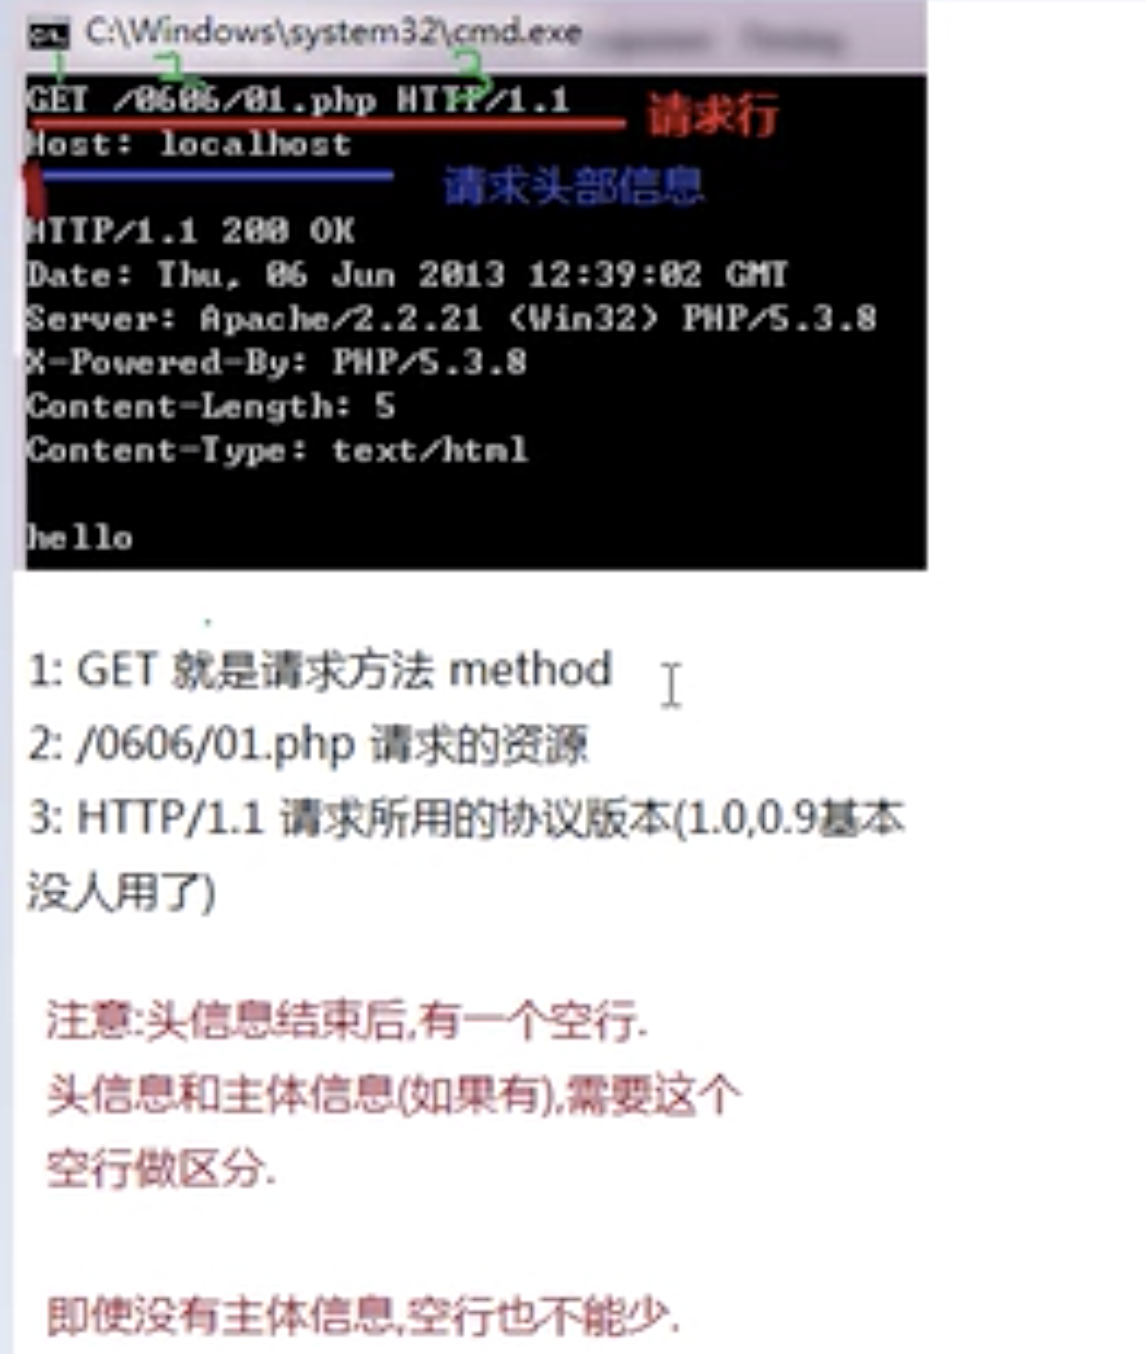 C:\Windows\system32\cmd.exe
1 2 3
GET /0606/01.php HTTP/1.1 请求行
Host: localhost
请求头部信息
HTTP/1.1 200 OK
Date: Thu, 06 Jun 2013 12:39:02 GMT
Server: Apache/2.2.21 (Win32) PHP/5.3.8
X-Powered-By: PHP/5.3.8
Content-Length: 5
Content-Type: text/html
hello
1: GET 就是请求方法 method
2: /0606/01.php 请求的资源
3: HTTP/1.1 请求所用的协议版本(1.0,0.9基本
没人用了)
注意:头信息结束后,有一个空行.
头信息和主体信息(如果有),需要这个
空行做区分.
即使没有主体信息,空行也不能少.